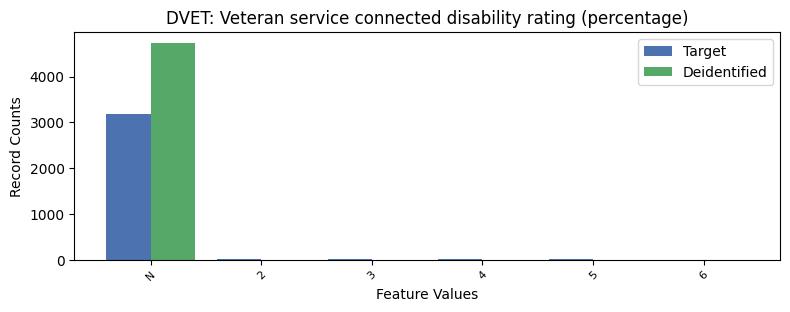 DVET: Veteran service connected disability rating (percentage)
Target
Deidentified
Record Counts
4000
3000
2000
1000
0
N
2
3
4
5
6
Feature Values